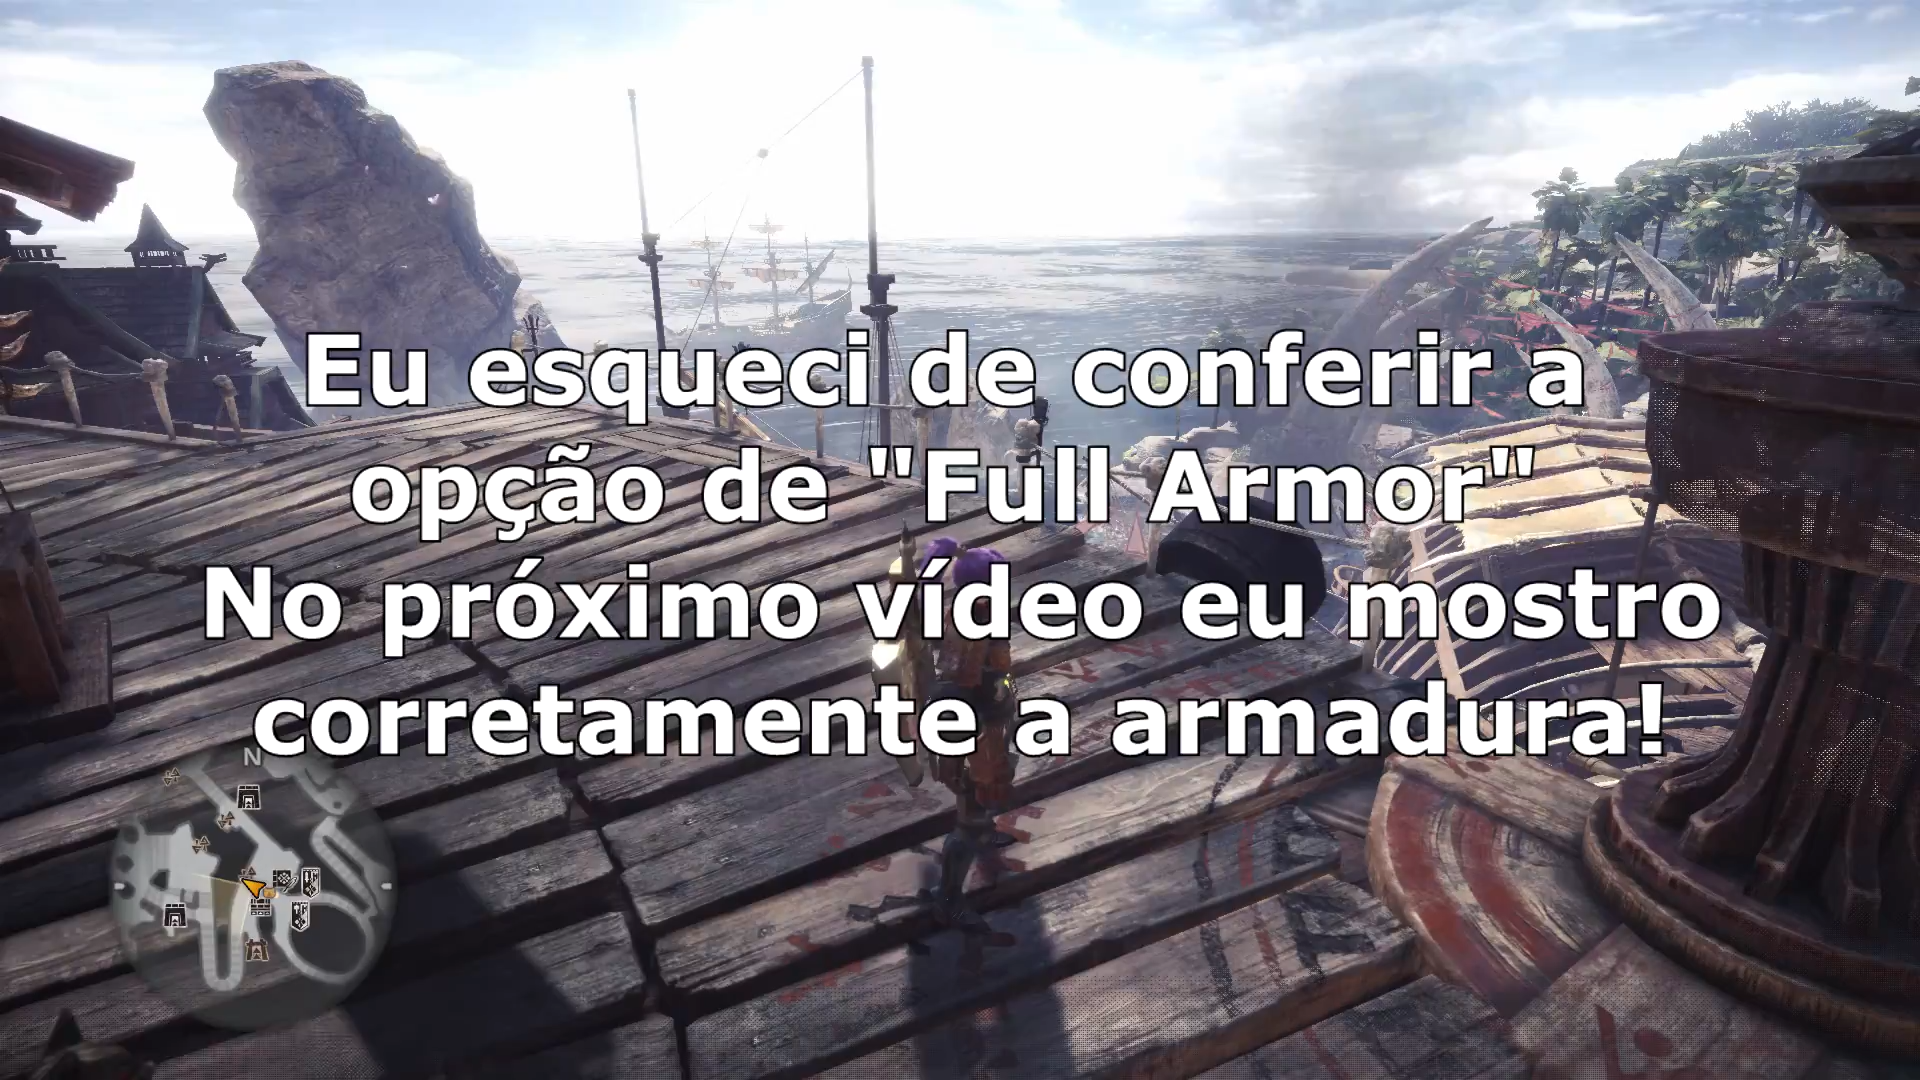 Eu esqueci de conferir a
opção de "Full Armor"
No próximo vídeo eu mostro
corretamente a armadura!
N